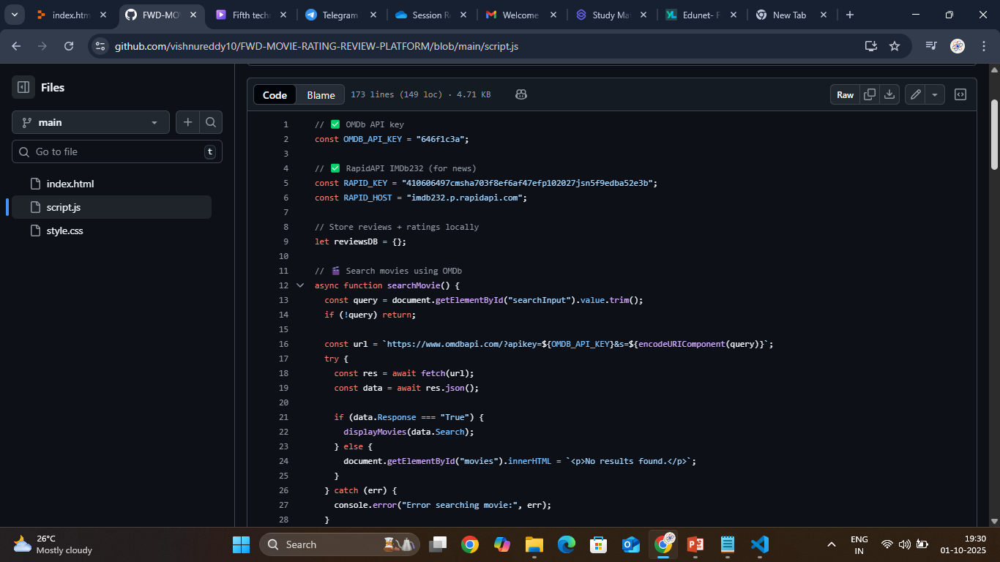 index.htm
FWD-MO
Fifth tech
Telegram
Session R
Welcome
Study Ma
Edunet- F
New Tab
github.com/vishnureddy10/FWD-MOVIE-RATING-REVIEW-PLATFORM/blob/main/script.js
Files
main
Go to file
t
index.html
script.js
style.css
Code
Blame
173 lines (149 loc) · 4.71 KB
Raw
1 // ✅ OMDb API key
2 const OMDB_API_KEY = "646f1c3a";
3
4 // ✅ RapidAPI IMDb232 (for news)
5 const RAPID_KEY = "410606497cmsha703f8ef6af47efp102027jsn5f9edba52e3b";
6 const RAPID_HOST = "imdb232.p.rapidapi.com";
7
8 // Store reviews + ratings locally
9 let reviewsDB = {};
10
11 // 🎬 Search movies using OMDb
12 async function searchMovie() {
13 const query = document.getElementById("searchInput").value.trim();
14 if (!query) return;
15
16 const url = `https://www.omdbapi.com/?apikey=${OMDB_API_KEY}&s=${encodeURIComponent(query)}`;
17 try {
18 const res = await fetch(url);
19 const data = await res.json();
20
21 if (data.Response === "True") {
22 displayMovies(data.Search);
23 } else {
24 document.getElementById("movies").innerHTML = `<p>No results found.</p>`;
25 }
26 } catch (err) {
27 console.error("Error searching movie:", err);
28 }
26°C
Mostly cloudy
Search
ENG
IN
19:30
01-10-2025